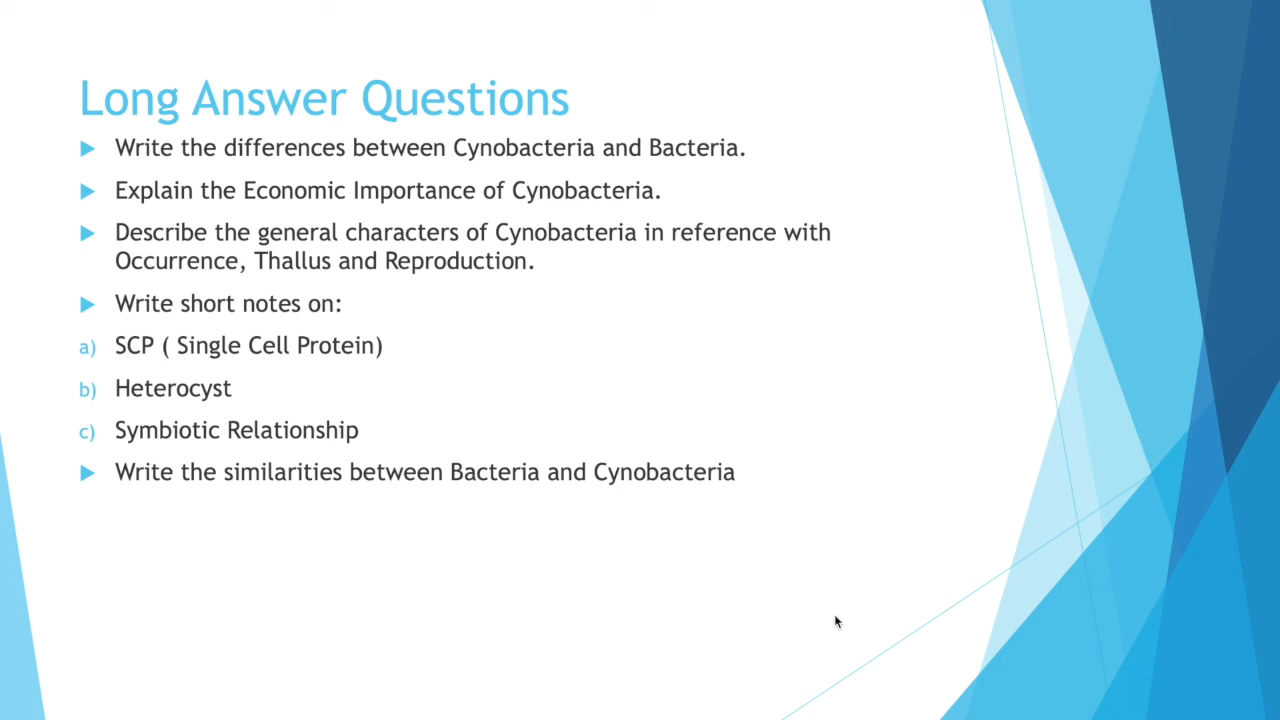 Long Answer Questions
Write the differences between Cynobacteria and Bacteria.
Explain the Economic Importance of Cynobacteria.
Describe the general characters of Cynobacteria in reference with
Occurrence, Thallus and Reproduction.
Write short notes on:
a) SCP ( Single Cell Protein)
b) Heterocyst
c) Symbiotic Relationship
Write the similarities between Bacteria and Cynobacteria